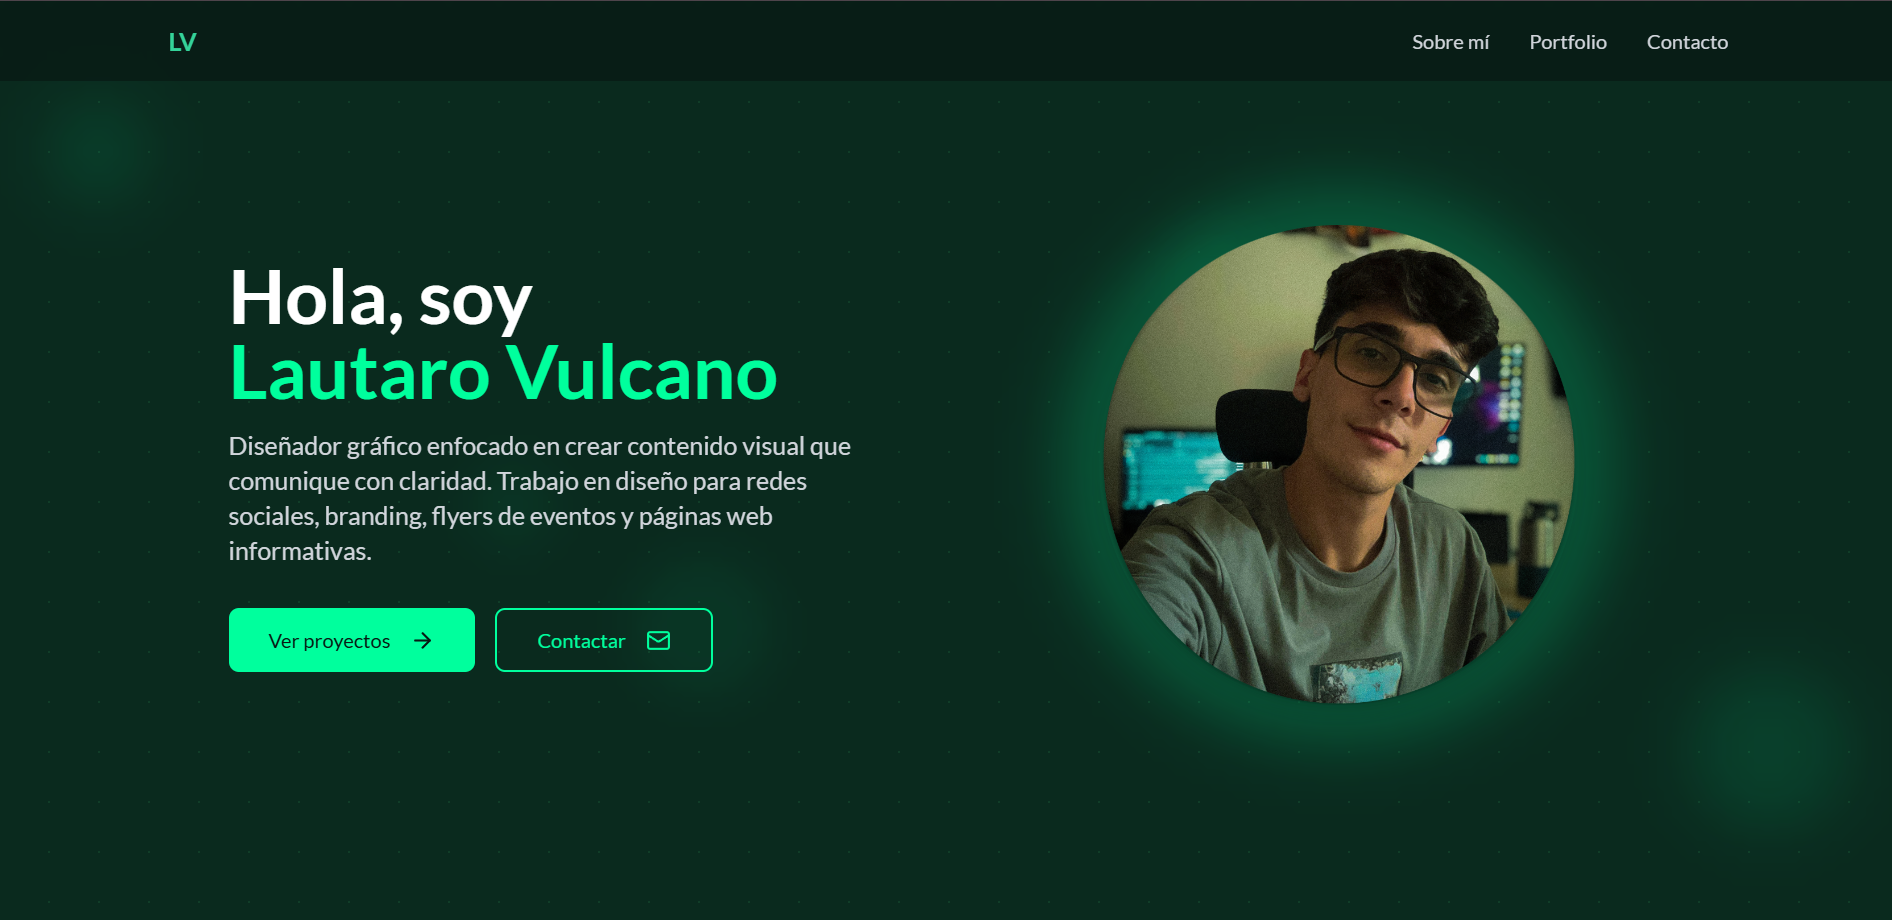 LV
Sobre mí
Portfolio
Contacto
Hola, soy
Lautaro Vulcano
Diseñador gráfico enfocado en crear contenido visual que
comunique con claridad. Trabajo en diseño para redes
sociales, branding, flyers de eventos y páginas web
informativas.
Ver proyectos
Contactar